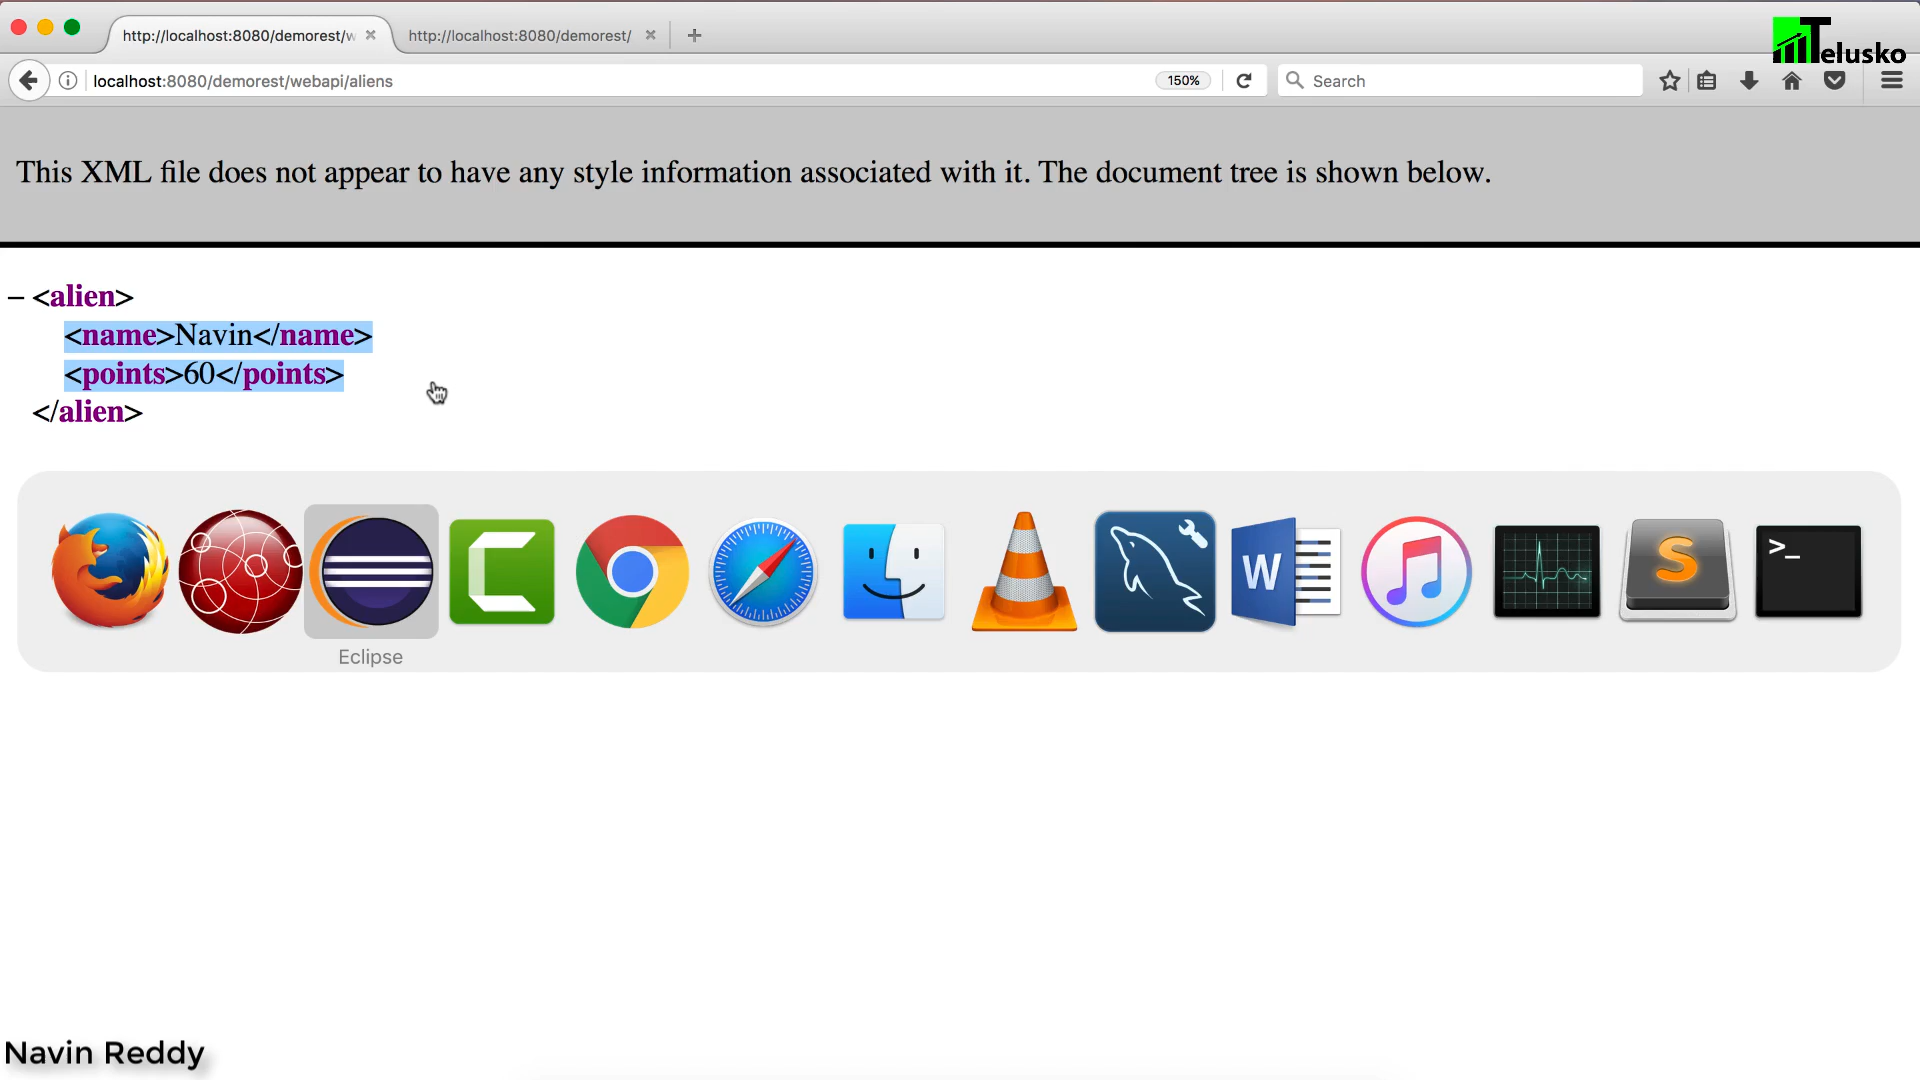 http://localhost:8080/demorest/w
http://localhost:8080/demorest/
Telusko
localhost:8080/demorest/webapi/aliens
150%
Search
This XML file does not appear to have any style information associated with it. The document tree is shown below.
– <alien>
<name>Navin</name>
<points>60</points>
</alien>
W
S
>_
Eclipse
Navin Reddy